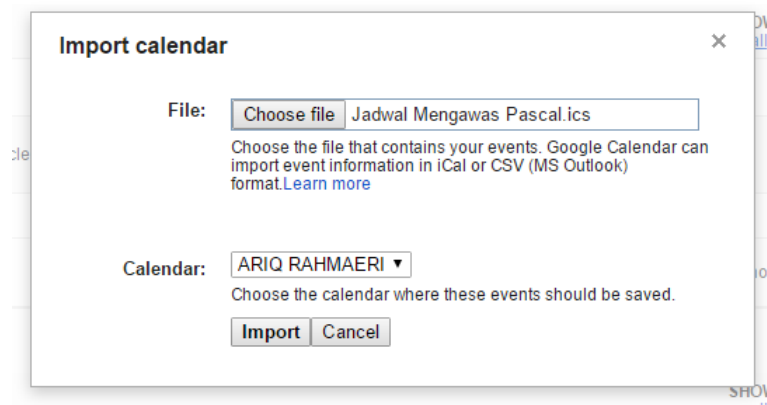 Import calendar ×
File: Choose file Jadwal Mengawas Pascal.ics
Choose the file that contains your events. Google Calendar can
import event information in iCal or CSV (MS Outlook)
format.Learn more
Calendar: ARIQ RAHMAERI ▼
Choose the calendar where these events should be saved.
Import Cancel